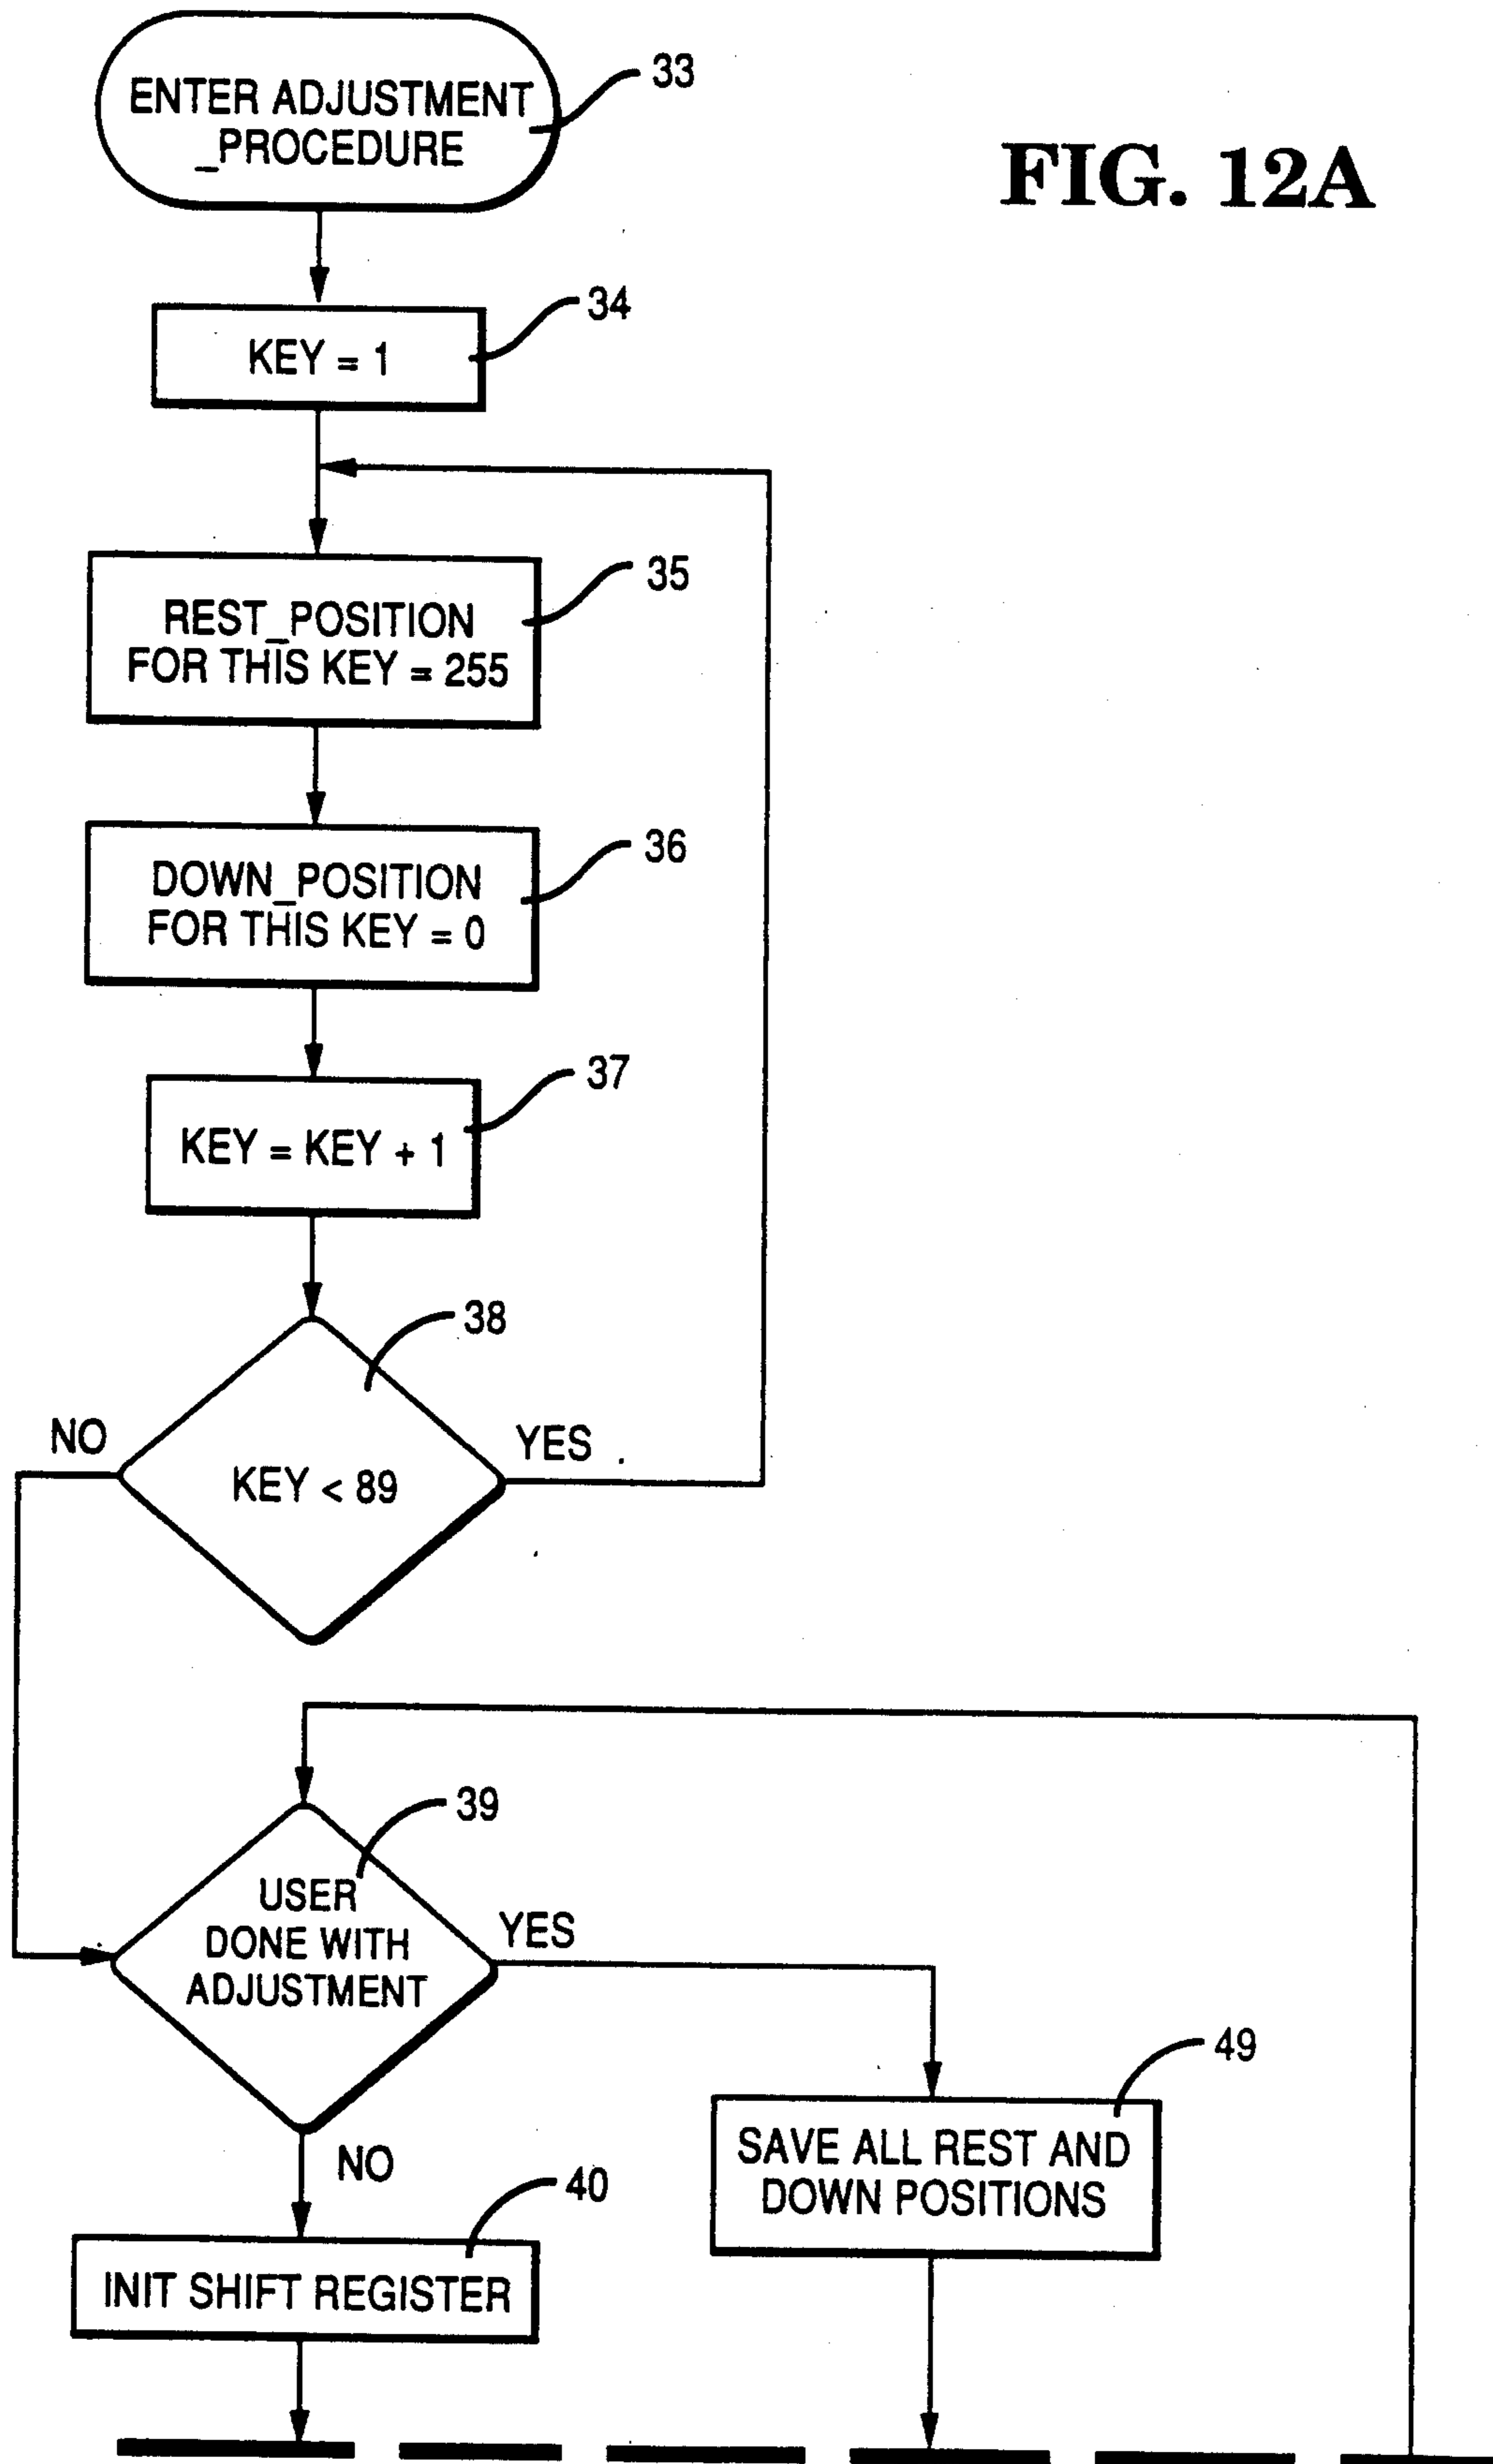 ENTER ADJUSTMENT
_PROCEDURE
33
FIG. 12A
34
KEY = 1
35
REST_POSITION
FOR THIS KEY = 255
36
DOWN_POSITION
FOR THIS KEY = 0
37
KEY = KEY + 1
38
NO
YES
KEY < 89
39
USER
DONE WITH
ADJUSTMENT
YES
NO
49
SAVE ALL REST AND
DOWN POSITIONS
40
INIT SHIFT REGISTER